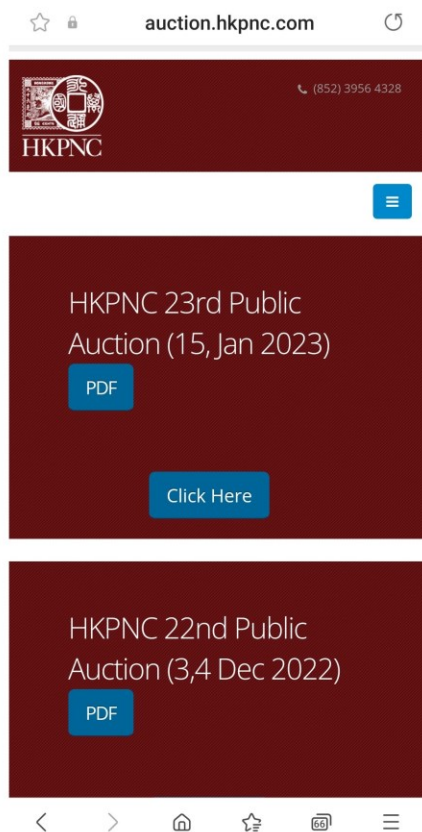 auction.hkpnc.com
(852) 3956 4328
HKPNC
HKPNC 23rd Public
Auction (15, Jan 2023)
PDF
Click Here
HKPNC 22nd Public
Auction (3,4 Dec 2022)
PDF
66